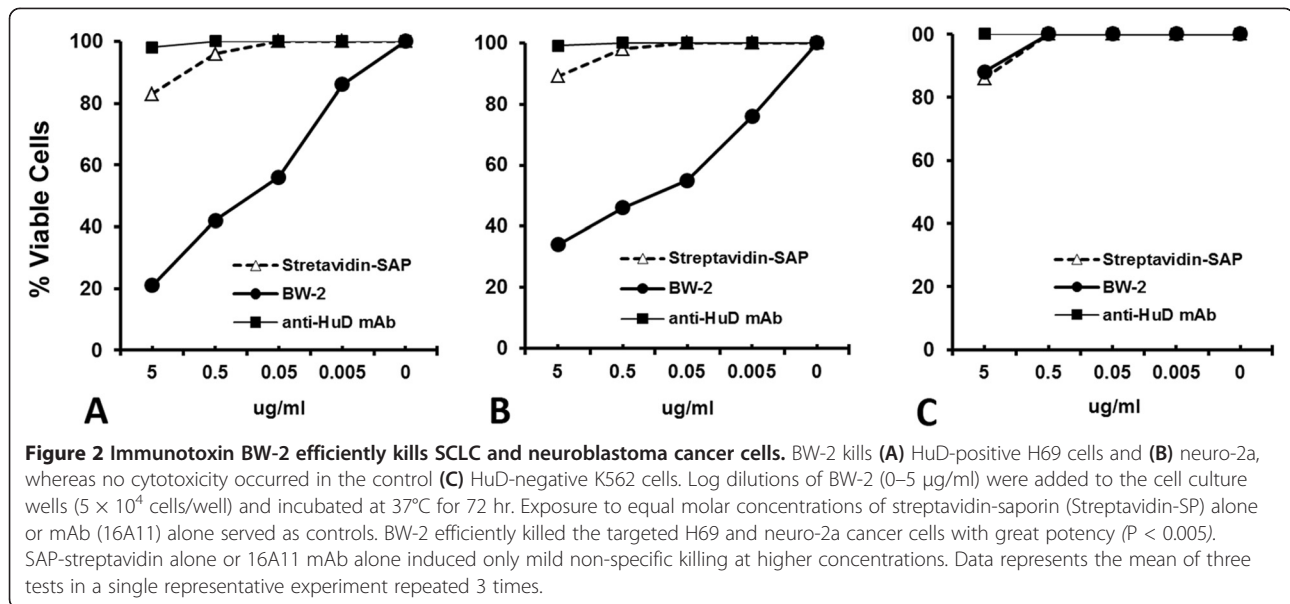 % Viable Cells
100
80
60
40
20
0
Stretavidin-SAP
BW-2
anti-HuD mAb
5 0.5 0.05 0.005 0
ug/ml
A
100
80
60
40
20
0
Streptavidin-SAP
BW-2
anti-HuD mAb
5 0.5 0.05 0.005 0
ug/ml
B
00
80
60
40
20
0
Streptavidin-SAP
BW-2
anti-HuD mAb
5 0.5 0.05 0.005 0
ug/ml
C
Figure 2 Immunotoxin BW-2 efficiently kills SCLC and neuroblastoma cancer cells. BW-2 kills (A) HuD-positive H69 cells and (B) neuro-2a,
whereas no cytotoxicity occurred in the control (C) HuD-negative K562 cells. Log dilutions of BW-2 (0–5 μg/ml) were added to the cell culture
wells (5 × 10⁴ cells/well) and incubated at 37°C for 72 hr. Exposure to equal molar concentrations of streptavidin-saporin (Streptavidin-SP) alone
or mAb (16A11) alone served as controls. BW-2 efficiently killed the targeted H69 and neuro-2a cancer cells with great potency (P < 0.005).
SAP-streptavidin alone or 16A11 mAb alone induced only mild non-specific killing at higher concentrations. Data represents the mean of three
tests in a single representative experiment repeated 3 times.